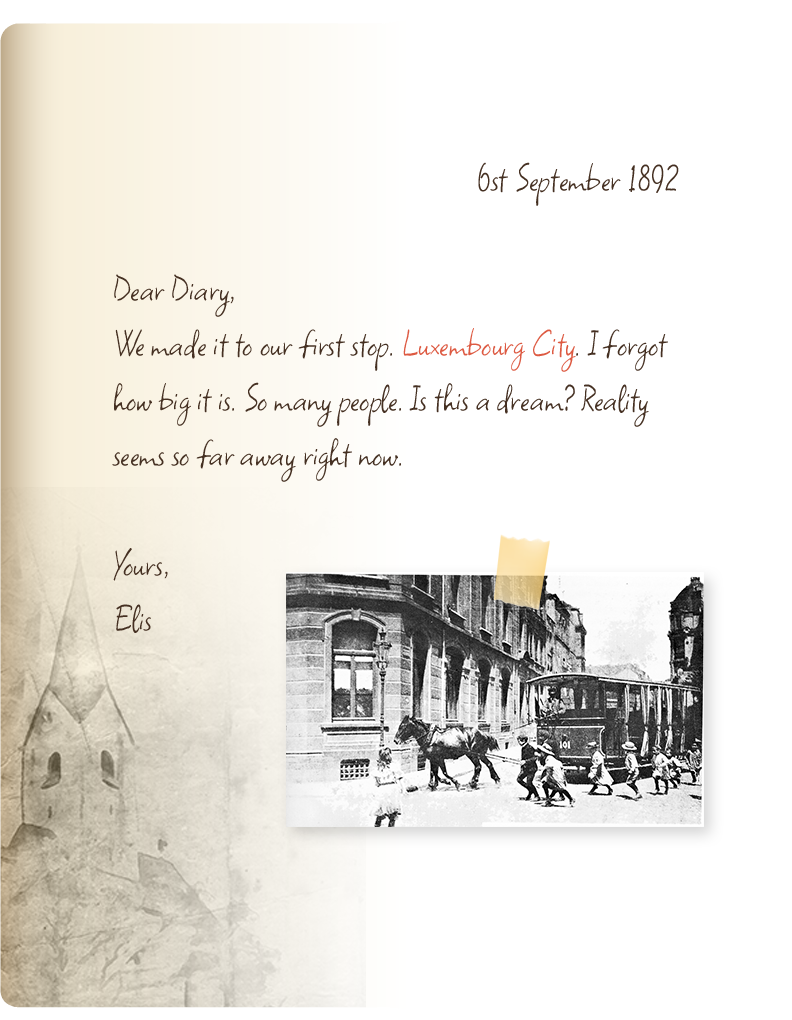 6st September 1892
Dear Diary,
We made it to our first stop. Luxembourg City. I forgot
how big it is. So many people. Is this a dream? Reality
seems so far away right now.
Yours,
Elis
101